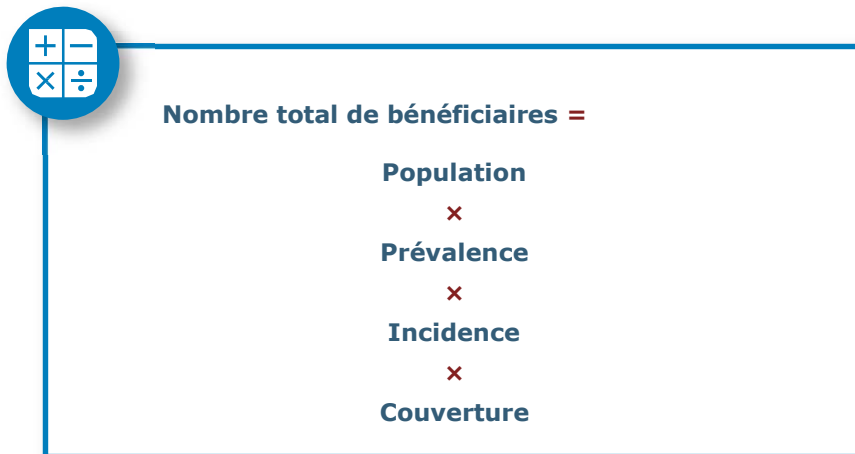 Nombre total de bénéficiaires =
Population
×
Prévalence
×
Incidence
×
Couverture